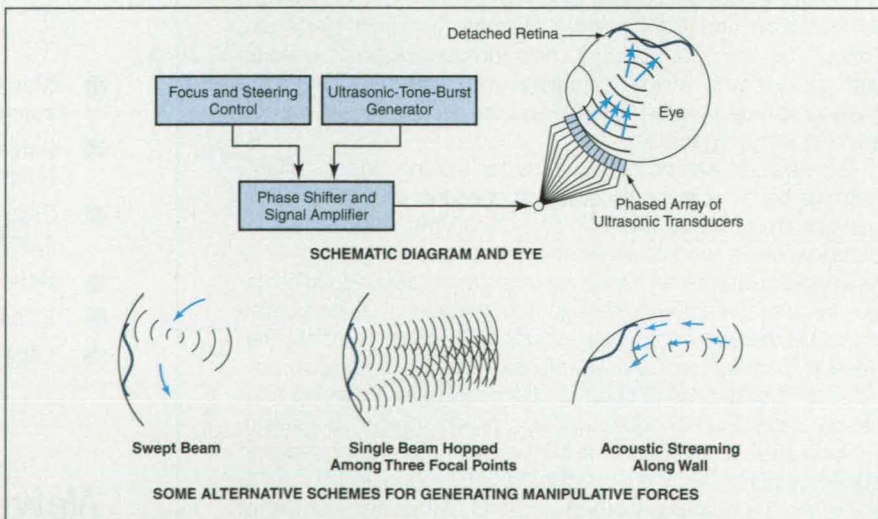 Detached Retina
Focus and Steering
Control
Ultrasonic-Tone-Burst
Generator
Eye
Phase Shifter and
Signal Amplifier
Phased Array of
Ultrasonic Transducers
SCHEMATIC DIAGRAM AND EYE
Swept Beam
Single Beam Hopped
Among Three Focal Points
Acoustic Streaming
Along Wall
SOME ALTERNATIVE SCHEMES FOR GENERATING MANIPULATIVE FORCES